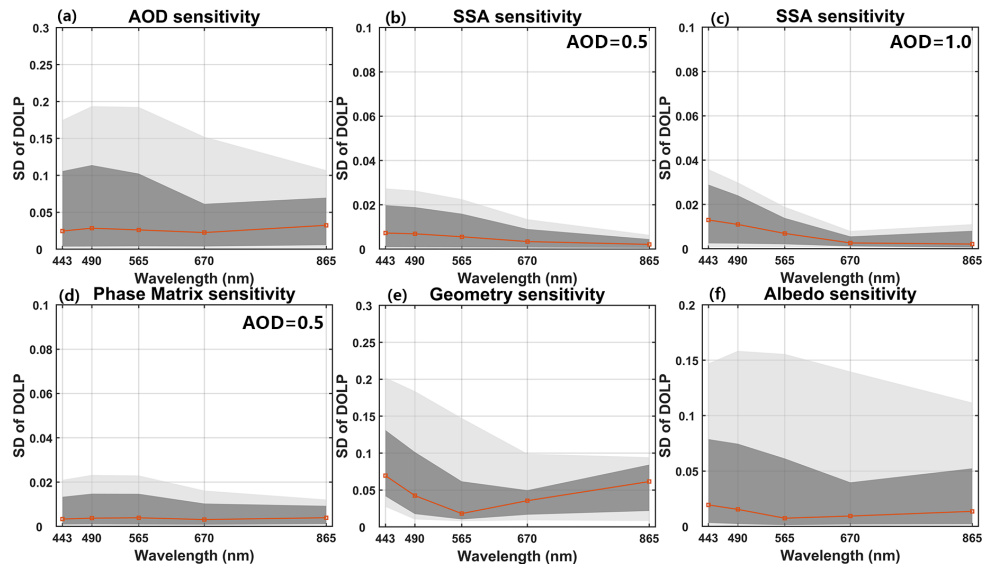 (a) AOD sensitivity
0.3
0.25
0.2
0.15
0.1
0.05
0
SD of DOLP
443 490 565 670 865
Wavelength (nm)
(b) SSA sensitivity
AOD=0.5
0.1
0.08
0.06
0.04
0.02
0
SD of DOLP
443 490 565 670 865
Wavelength (nm)
(c) SSA sensitivity
AOD=1.0
0.1
0.08
0.06
0.04
0.02
0
SD of DOLP
443 490 565 670 865
Wavelength (nm)
(d) Phase Matrix sensitivity
AOD=0.5
0.1
0.08
0.06
0.04
0.02
0
SD of DOLP
443 490 565 670 865
Wavelength (nm)
(e) Geometry sensitivity
0.3
0.25
0.2
0.15
0.1
0.05
0
SD of DOLP
443 490 565 670 865
Wavelength (nm)
(f) Albedo sensitivity
0.2
0.15
0.1
0.05
0
SD of DOLP
443 490 565 670 865
Wavelength (nm)